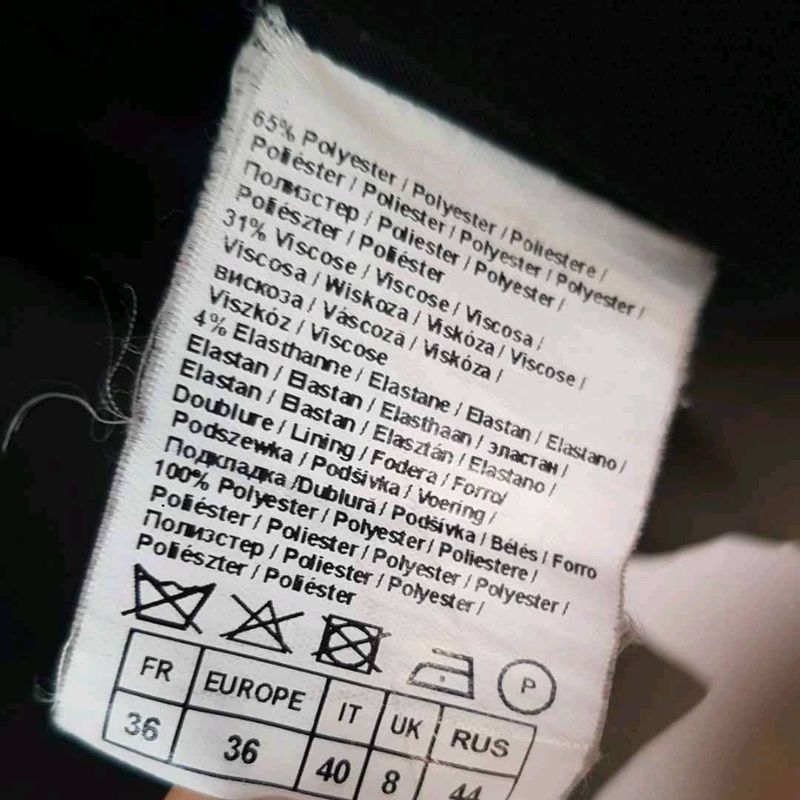 65% Polyester / Polyester / Poliestere /
Poliéster / Poliester / Polyester / Polyester /
Полиэстер / Poliester / Polyester /
Poliészter / Poliéster
31% Viscose / Viscose / Viscosa /
Viscosa / Wiskoza / Viskóza / Viscose /
вискоза / Vâscoză / Viskóza /
Viszkóz / Viscose
4% Elasthanne / Elastane / Elastan / Elastano /
Elastan / Elastan / Elasthaan / эластан /
Elastan / Elastan / Elasztán / Elastano /
Doublure / Lining / Fodera / Forro/
Podszewka / Podšívka / Voering /
Подкладка /Dublură / Podšívka / Bélés / Forro
100% Polyester / Polyester / Poliestere /
Poliéster / Poliester / Polyester / Polyester /
Полиэстер / Poliester / Polyester /
Poliészter / Poliéster
P
FR EUROPE IT UK RUS
36 36 40 8 44